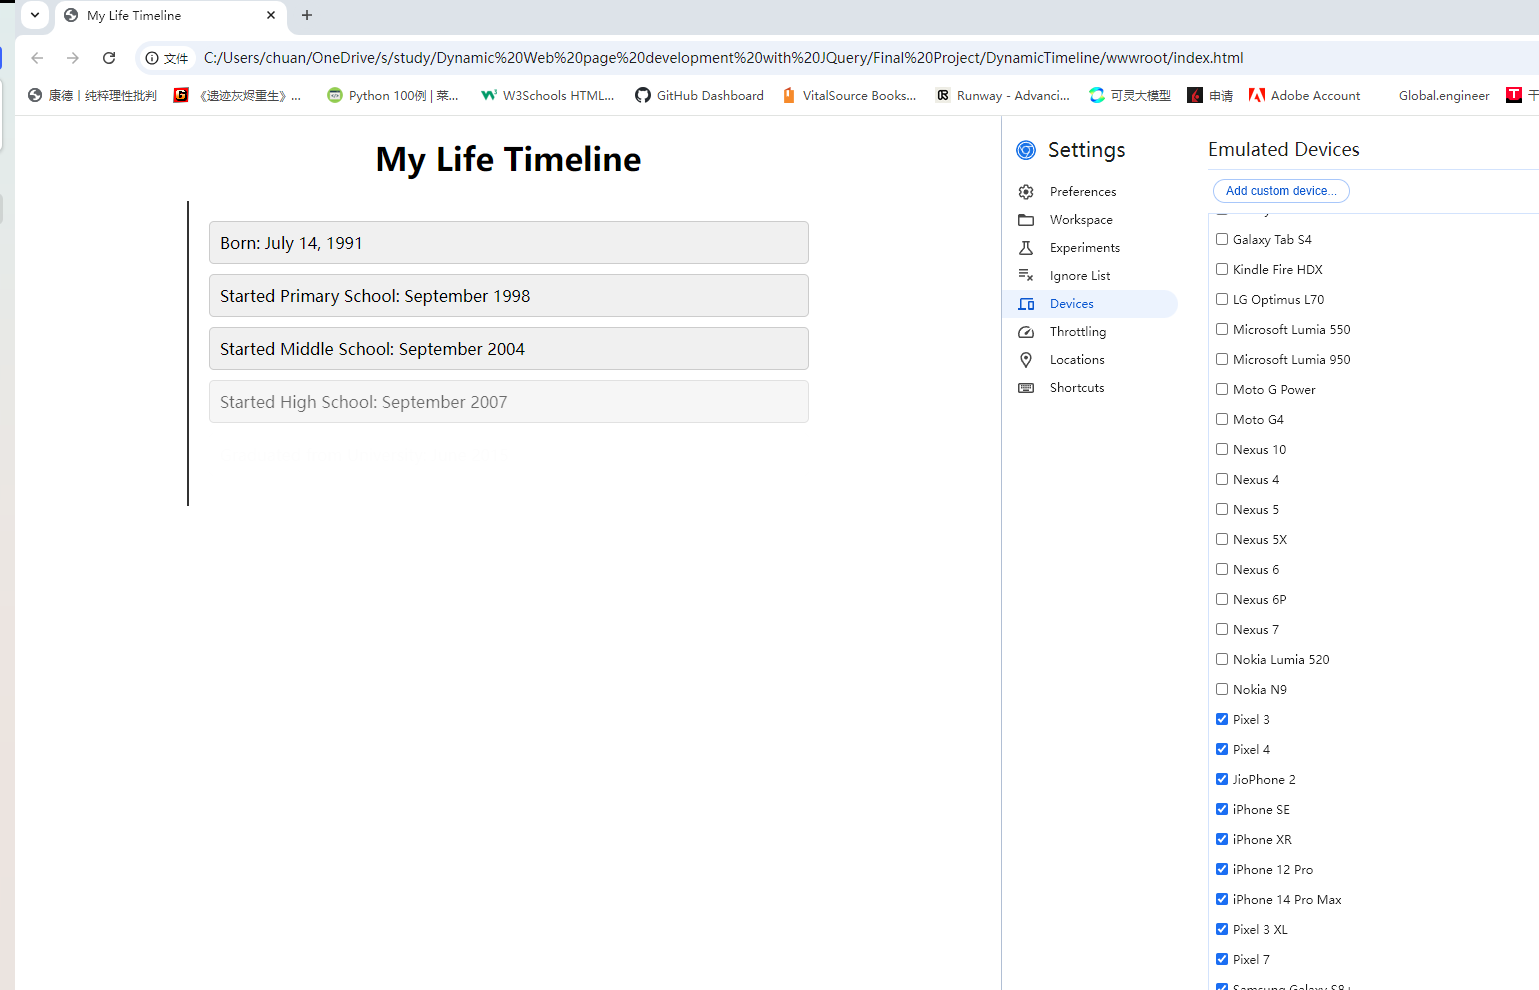 My Life Timeline
文件
C:/Users/chuan/OneDrive/s/study/Dynamic%20Web%20page%20development%20with%20JQuery/Final%20Project/DynamicTimeline/wwwroot/index.html
康德丨纯粹理性批判
《遗迹灰烬重生》...
Python 100例 | 菜...
W3Schools HTML...
GitHub Dashboard
VitalSource Books...
Runway - Advanci...
可灵大模型
申请
Adobe Account
Global.engineer
My Life Timeline
Born: July 14, 1991
Started Primary School: September 1998
Started Middle School: September 2004
Started High School: September 2007
Settings
Preferences
Workspace
Experiments
Ignore List
Devices
Throttling
Locations
Shortcuts
Emulated Devices
Add custom device...
Galaxy Tab S4
Kindle Fire HDX
LG Optimus L70
Microsoft Lumia 550
Microsoft Lumia 950
Moto G Power
Moto G4
Nexus 10
Nexus 4
Nexus 5
Nexus 5X
Nexus 6
Nexus 6P
Nexus 7
Nokia Lumia 520
Nokia N9
Pixel 3
Pixel 4
JioPhone 2
iPhone SE
iPhone XR
iPhone 12 Pro
iPhone 14 Pro Max
Pixel 3 XL
Pixel 7
Samsung Galaxy S8+